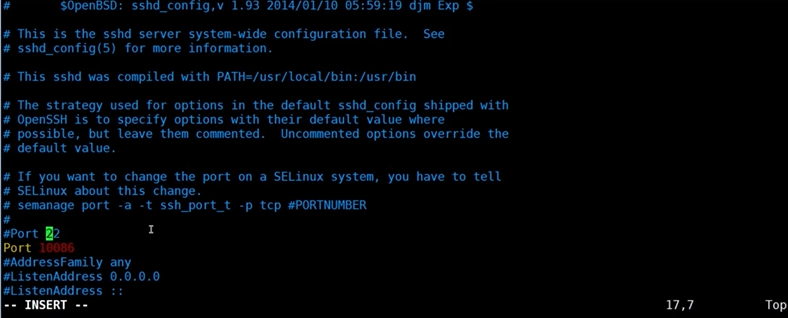 #       $OpenBSD: sshd_config,v 1.93 2014/01/10 05:59:19 djm Exp $
# This is the sshd server system-wide configuration file.  See
# sshd_config(5) for more information.
# This sshd was compiled with PATH=/usr/local/bin:/usr/bin
# The strategy used for options in the default sshd_config shipped with
# OpenSSH is to specify options with their default value where
# possible, but leave them commented.  Uncommented options override the
# default value.
# If you want to change the port on a SELinux system, you have to tell
# SELinux about this change.
# semanage port -a -t ssh_port_t -p tcp #PORTNUMBER
#
#Port 22
Port 10086
#AddressFamily any
#ListenAddress 0.0.0.0
#ListenAddress ::
-- INSERT --                                                                 17,7          Top